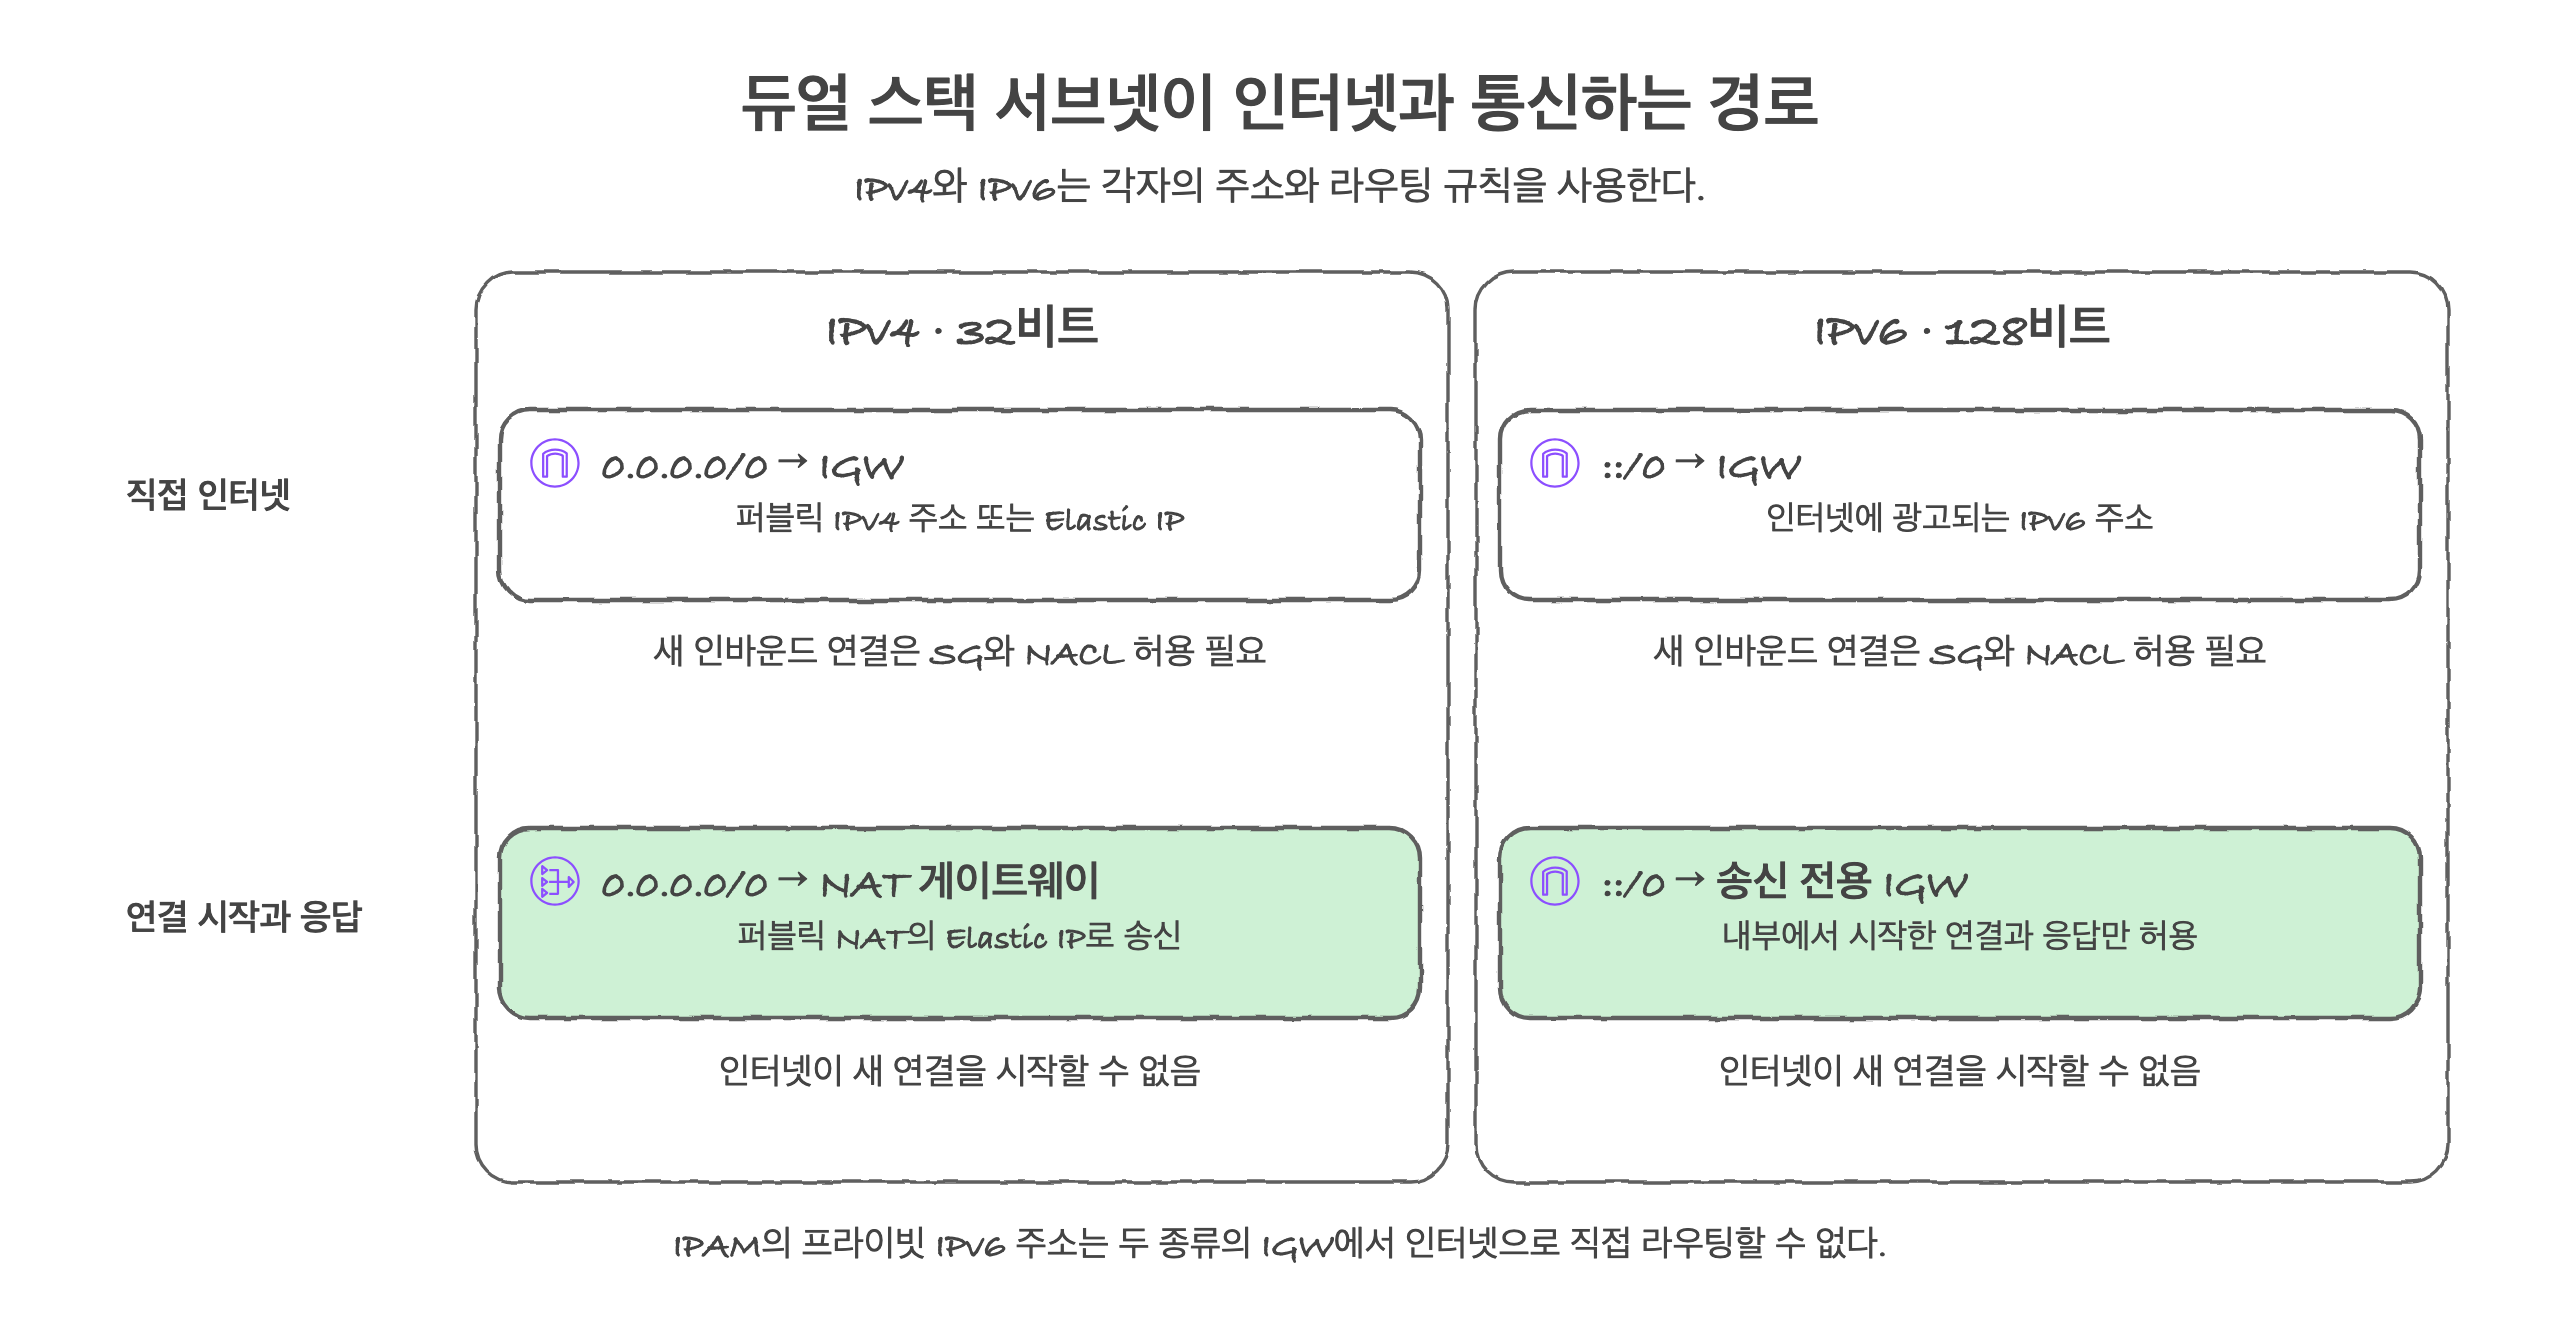 듀얼 스택 서브넷이 인터넷과 통신하는 경로
IPv4와 IPv6는 각자의 주소와 라우팅 규칙을 사용한다.
IPv4 · 32비트
IPv6 · 128비트
직접 인터넷
0.0.0.0/0 → IGW
퍼블릭 IPv4 주소 또는 Elastic IP
새 인바운드 연결은 SG와 NACL 허용 필요
::/0 → IGW
인터넷에 광고되는 IPv6 주소
새 인바운드 연결은 SG와 NACL 허용 필요
연결 시작과 응답
0.0.0.0/0 → NAT 게이트웨이
퍼블릭 NAT의 Elastic IP로 송신
인터넷이 새 연결을 시작할 수 없음
::/0 → 송신 전용 IGW
내부에서 시작한 연결과 응답만 허용
인터넷이 새 연결을 시작할 수 없음
IPAM의 프라이빗 IPv6 주소는 두 종류의 IGW에서 인터넷으로 직접 라우팅할 수 없다.